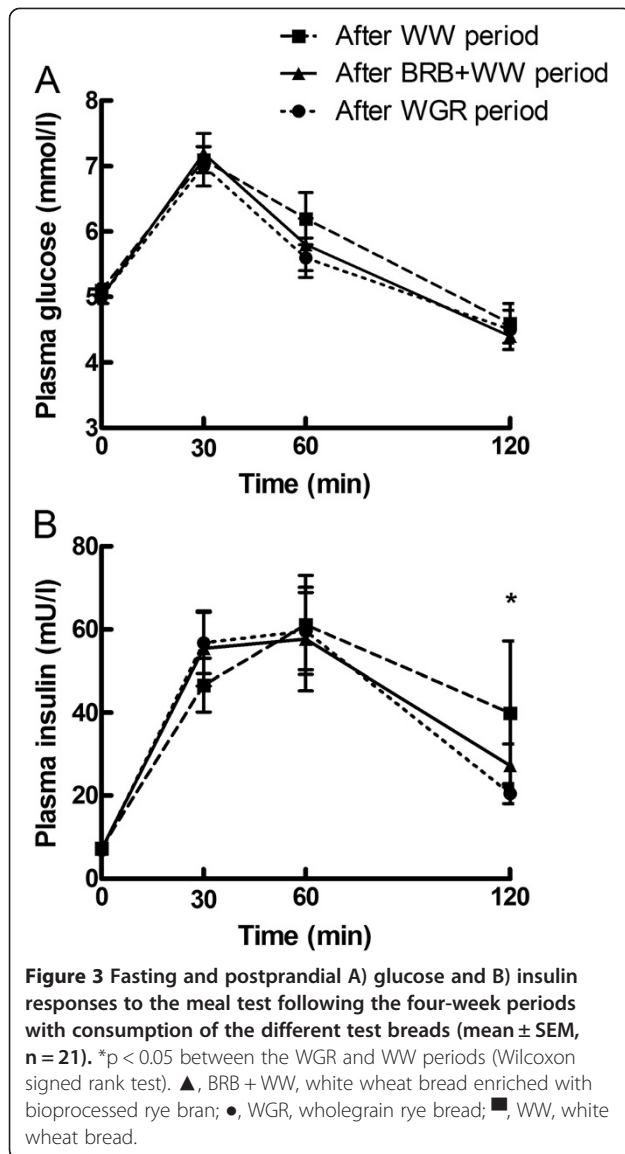 After WW period
After BRB+WW period
After WGR period
A
Plasma glucose (mmol/l)
8
7
6
5
4
3
0 30 60 120
Time (min)
B
Plasma insulin (mU/l)
80
60
40
20
0
*
0 30 60 120
Time (min)
Figure 3 Fasting and postprandial A) glucose and B) insulin
responses to the meal test following the four-week periods
with consumption of the different test breads (mean ± SEM,
n = 21). *p < 0.05 between the WGR and WW periods (Wilcoxon
signed rank test). ▲, BRB + WW, white wheat bread enriched with
bioprocessed rye bran; ●, WGR, wholegrain rye bread; ■, WW, white
wheat bread.